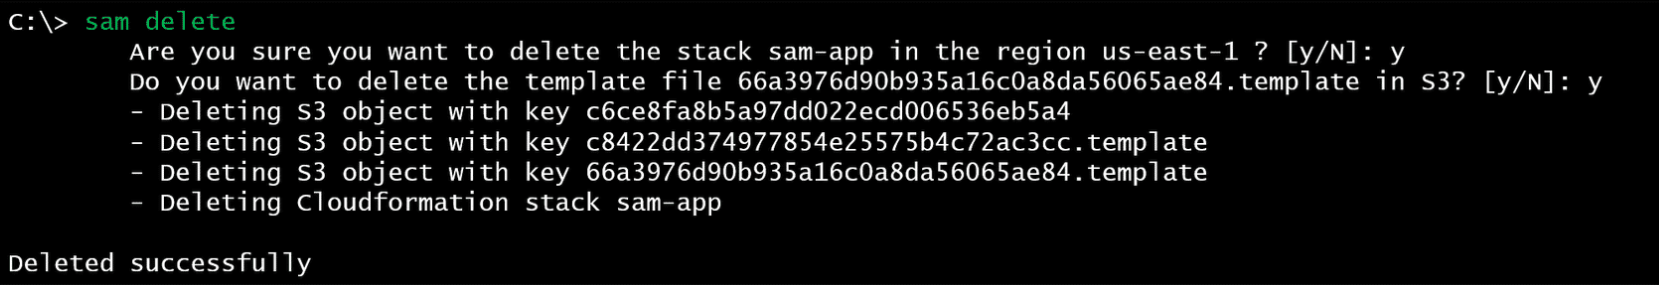 C:\> sam delete
Are you sure you want to delete the stack sam-app in the region us-east-1 ? [y/N]: y
Do you want to delete the template file 66a3976d90b935a16c0a8da56065ae84.template in S3? [y/N]: y
- Deleting S3 object with key c6ce8fa8b5a97dd022ecd006536eb5a4
- Deleting S3 object with key c8422dd374977854e25575b4c72ac3cc.template
- Deleting S3 object with key 66a3976d90b935a16c0a8da56065ae84.template
- Deleting Cloudformation stack sam-app
Deleted successfully